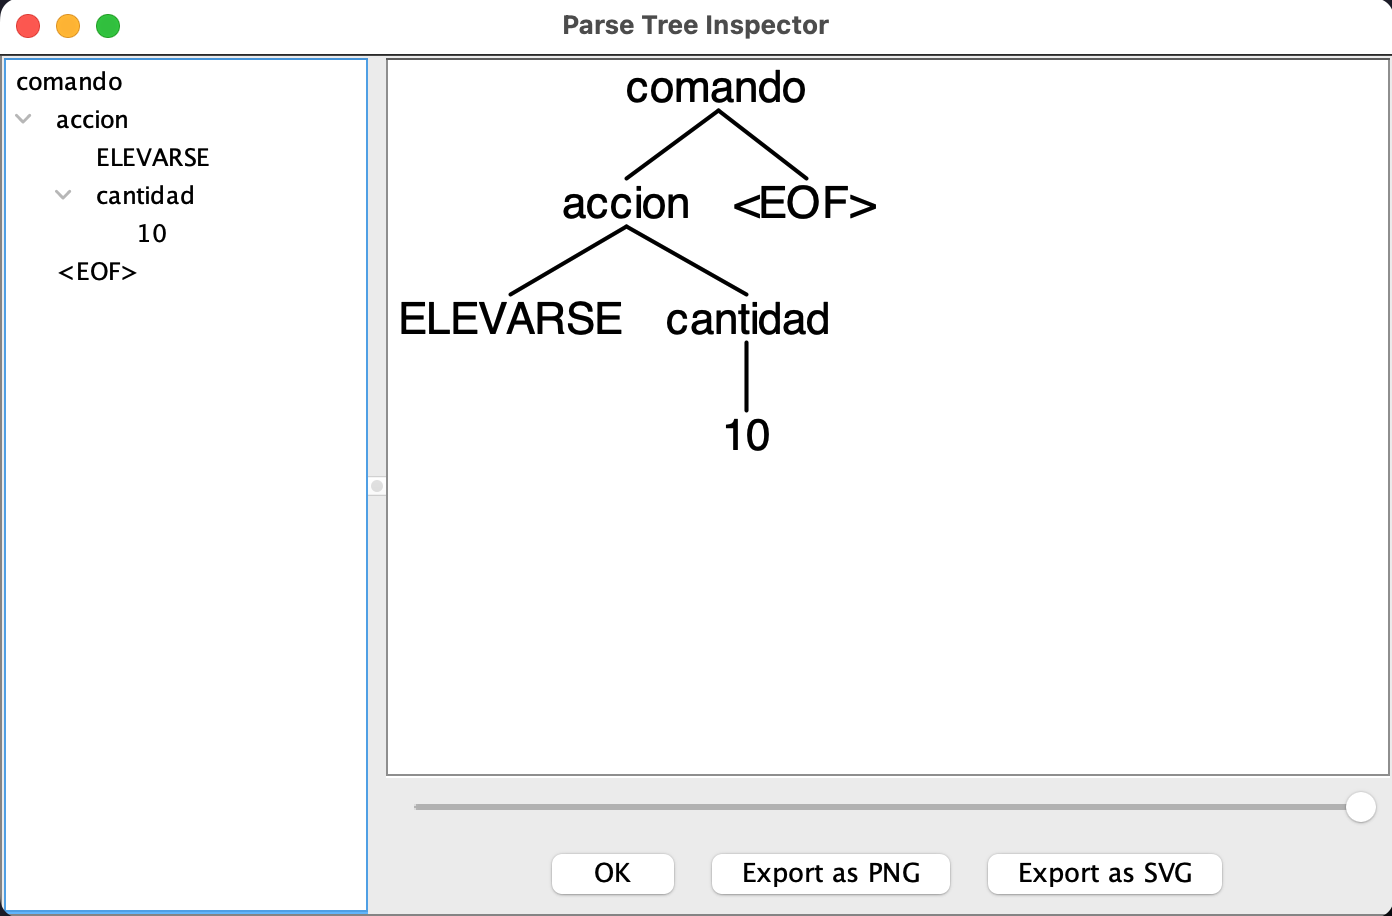 Parse Tree Inspector
comando
accion
ELEVARSE
cantidad
10
<EOF>
comando
accion <EOF>
ELEVARSE cantidad
10
OK Export as PNG Export as SVG